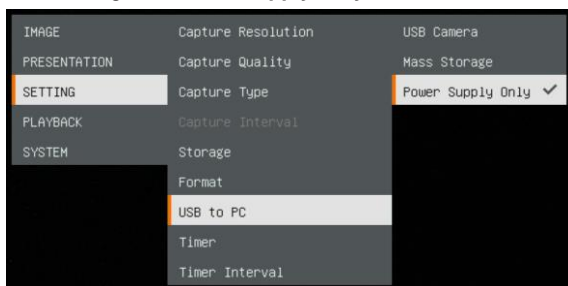 IMAGE
PRESENTATION
SETTING
PLAYBACK
SYSTEM
Capture Resolution
Capture Quality
Capture Type
Capture Interval
Storage
Format
USB to PC
Timer
Timer Interval
USB Camera
Mass Storage
Power Supply Only ✓